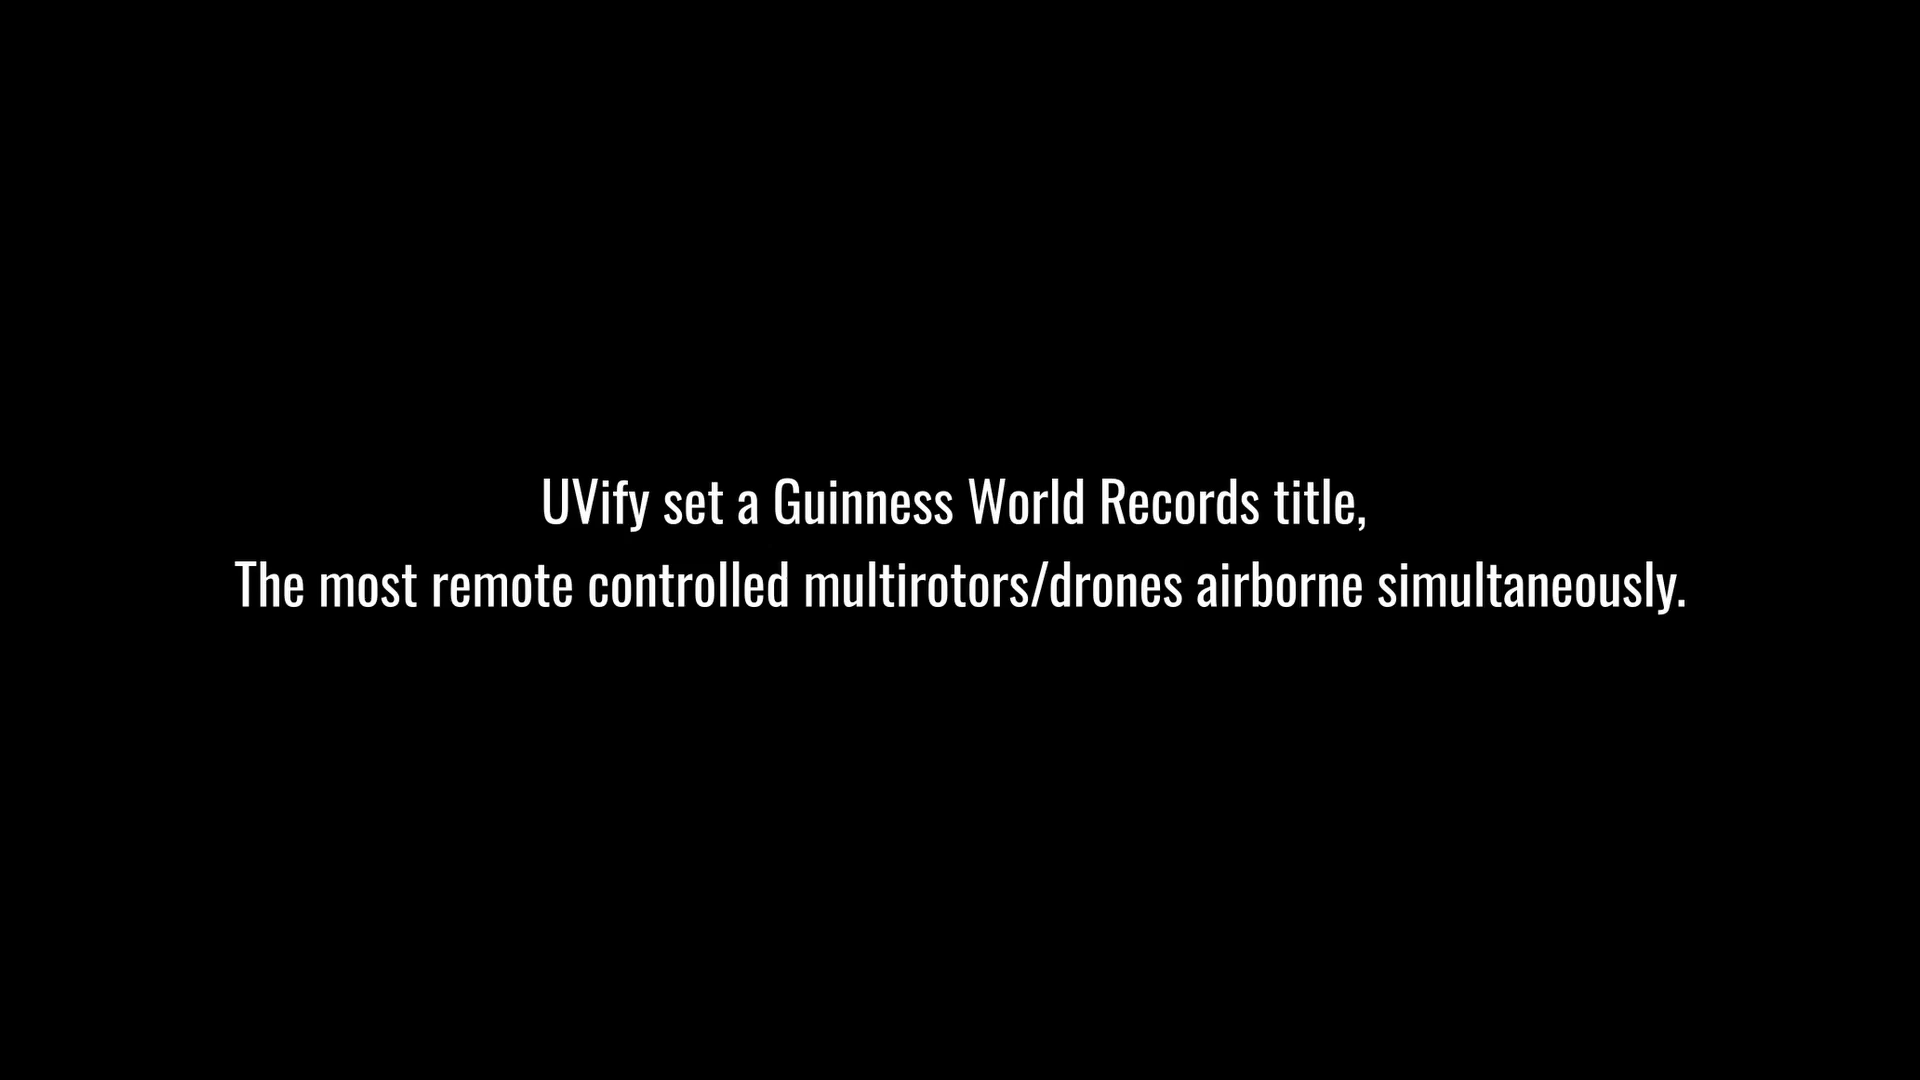 UVify set a Guinness World Records title,
The most remote controlled multirotors/drones airborne simultaneously.